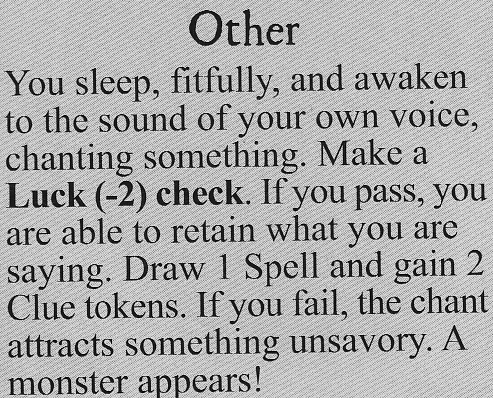 Other
You sleep, fitfully, and awaken
to the sound of your own voice,
chanting something. Make a
Luck (-2) check. If you pass, you
are able to retain what you are
saying. Draw 1 Spell and gain 2
Clue tokens. If you fail, the chant
attracts something unsavory. A
monster appears!